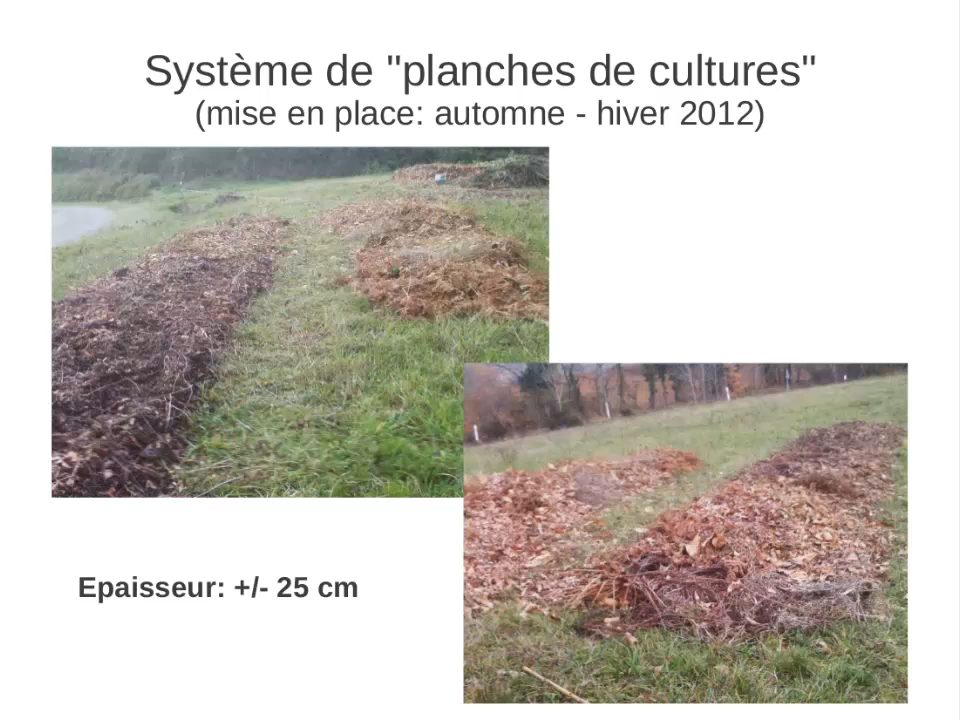 Système de "planches de cultures"
(mise en place: automne - hiver 2012)
Epaisseur: +/- 25 cm